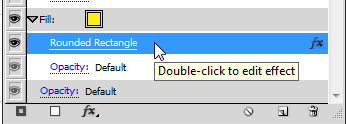 Fill:
Rounded Rectangle fx
Opacity: Default
Double-click to edit effect
Opacity: Default
fx